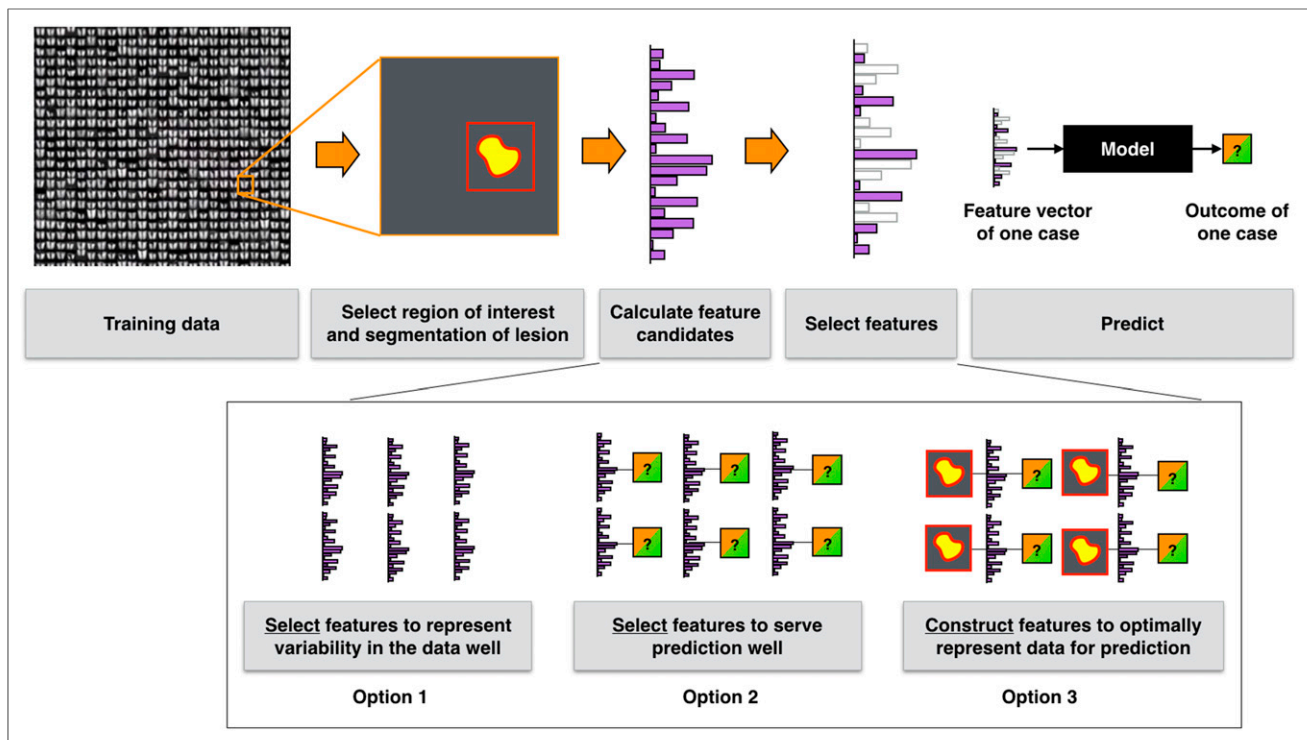 ?
Model
Feature vector
of one case
Outcome of
one case
Training data
Select region of interest
and segmentation of lesion
Calculate feature
candidates
Select features
Predict
? ? ?
? ? ?
? ?
? ?
Select features to represent
variability in the data well
Select features to serve
prediction well
Construct features to optimally
represent data for prediction
Option 1
Option 2
Option 3